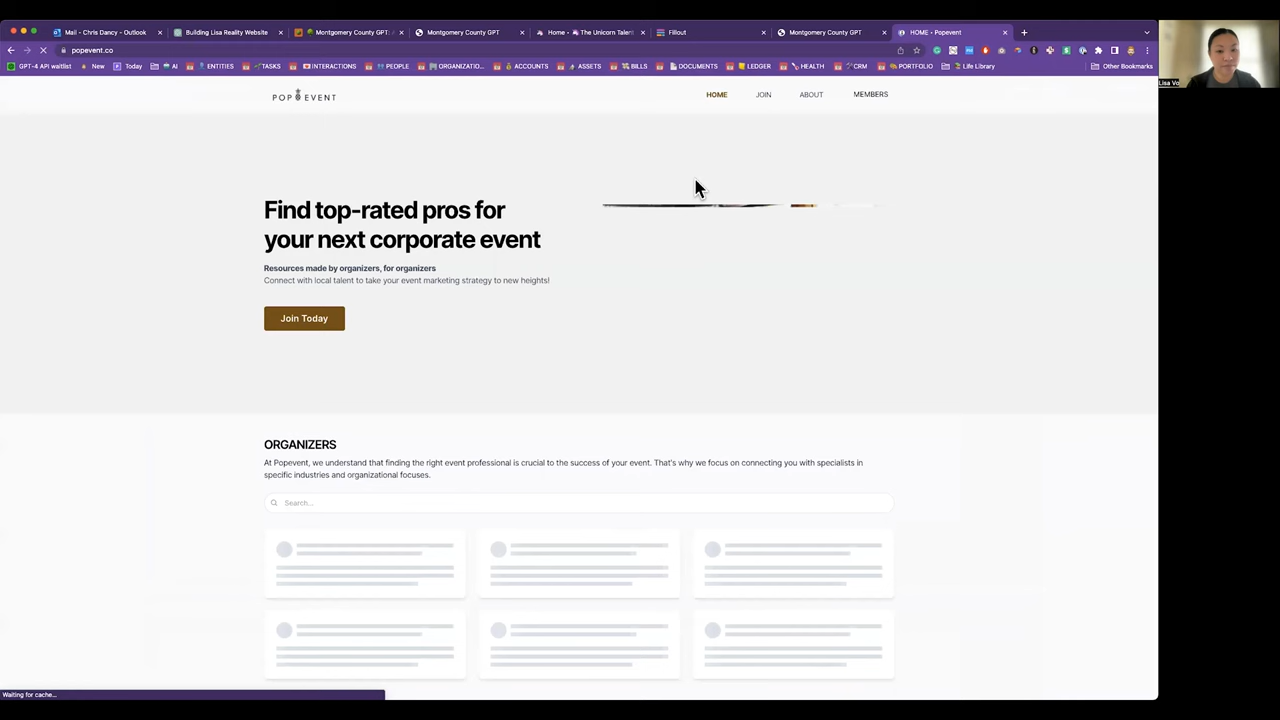 Mail - Chris Dancy - Outlook
Building Lisa Reality Website
Montgomery County GPT: A
Montgomery County GPT
Home - 🦄 The Unicorn Talent
Fillout
Montgomery County GPT
HOME • Popevent
popevent.co
GPT-4 API waitlist
New
Today
AI
ENTITIES
TASKS
INTERACTIONS
PEOPLE
ORGANIZATIO...
ACCOUNTS
ASSETS
BILLS
DOCUMENTS
LEDGER
HEALTH
CRM
PORTFOLIO
Life Library
Other Bookmarks
Lisa Vo
POP EVENT
HOME
JOIN
ABOUT
MEMBERS
Find top-rated pros for
your next corporate event
Resources made by organizers, for organizers
Connect with local talent to take your event marketing strategy to new heights!
Join Today
ORGANIZERS
At Popevent, we understand that finding the right event professional is crucial to the success of your event. That's why we focus on connecting you with specialists in
specific industries and organizational focuses.
Search...
Waiting for cache...